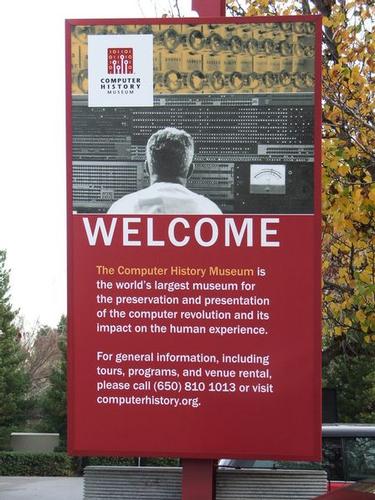 COMPUTER
HISTORY
MUSEUM
WELCOME
The Computer History Museum is
the world's largest museum for
the preservation and presentation
of the computer revolution and its
impact on the human experience.
For general information, including
tours, programs, and venue rental,
please call (650) 810 1013 or visit
computerhistory.org.